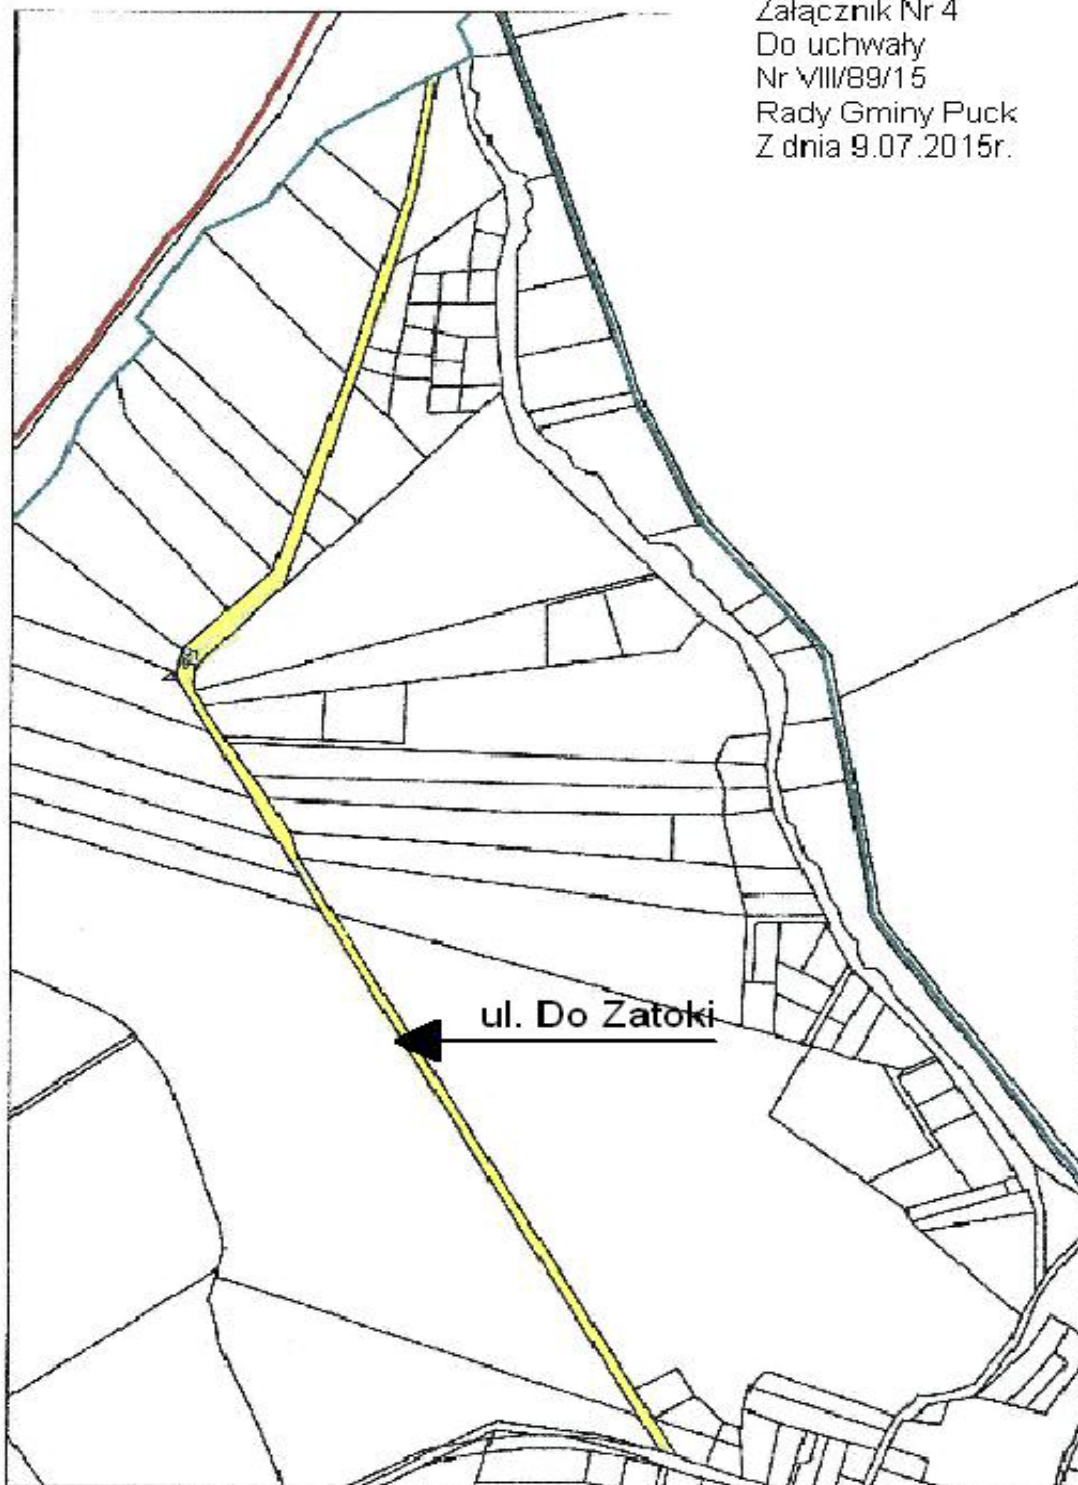 Załącznik Nr 4
Do uchwały
Nr VIII/89/15
Rady Gminy Puck
Z dnia 9.07.2015r.
ul. Do Zatoki